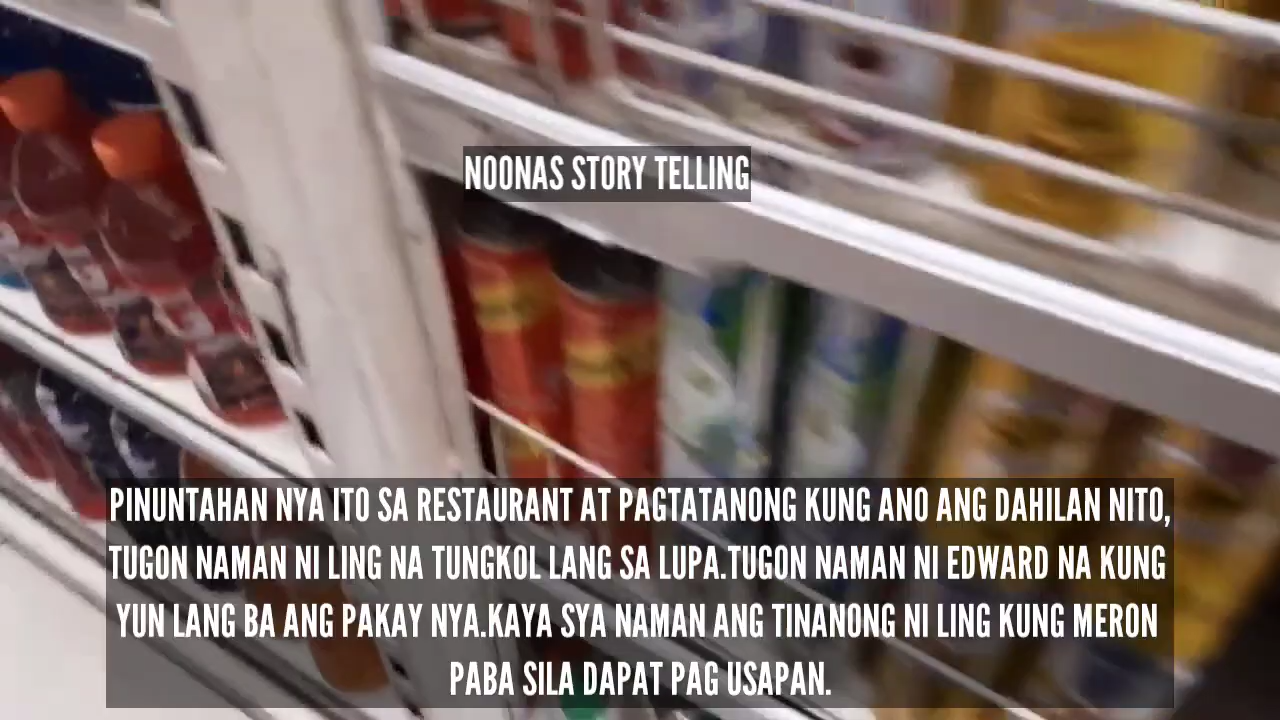 NOONAS STORY TELLING
PINUNTAHAN NYA ITO SA RESTAURANT AT PAGTATANONG KUNG ANO ANG DAHILAN NITO,
TUGON NAMAN NI LING NA TUNGKOL LANG SA LUPA.TUGON NAMAN NI EDWARD NA KUNG
YUN LANG BA ANG PAKAY NYA.KAYA SYA NAMAN ANG TINANONG NI LING KUNG MERON
PABA SILA DAPAT PAG USAPAN.